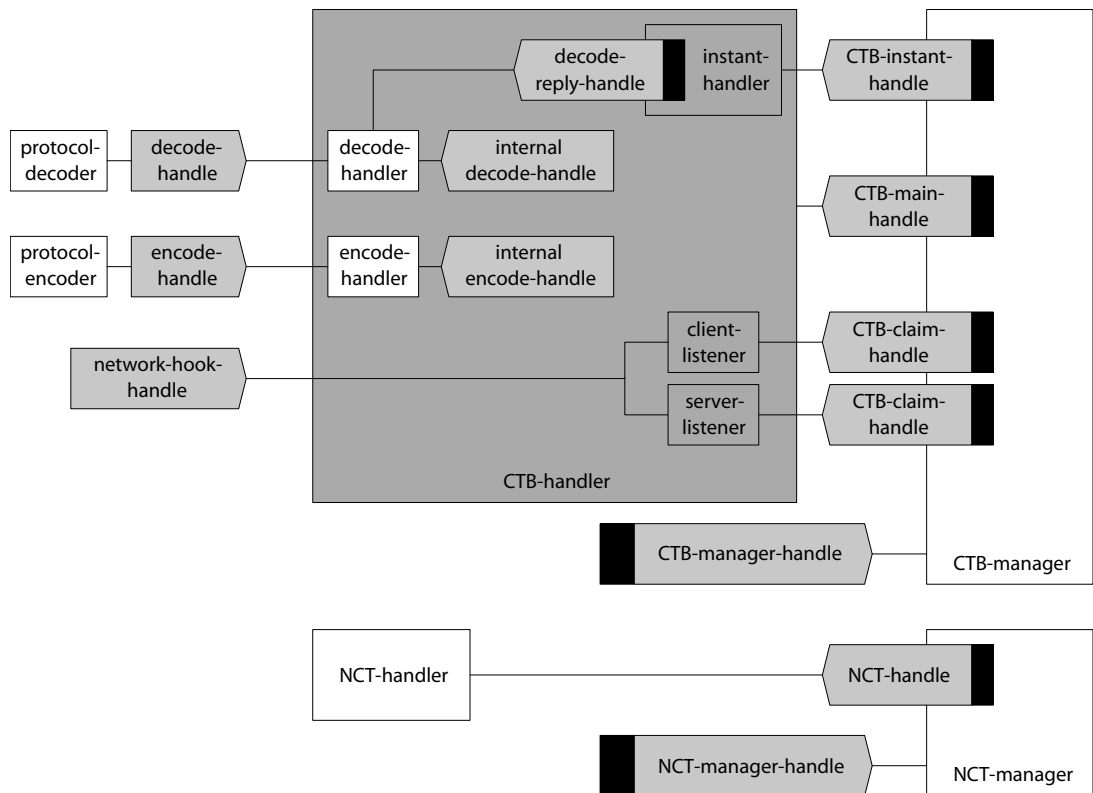 decode-
reply-handle
instant-
handler
CTB-instant-
handle
protocol-
decoder
decode-
handle
decode-
handler
internal
decode-handle
CTB-main-
handle
protocol-
encoder
encode-
handle
encode-
handler
internal
encode-handle
client-
listener
CTB-claim-
handle
network-hook-
handle
server-
listener
CTB-claim-
handle
CTB-handler
CTB-manager-handle
CTB-manager
NCT-handler
NCT-handle
NCT-manager-handle
NCT-manager